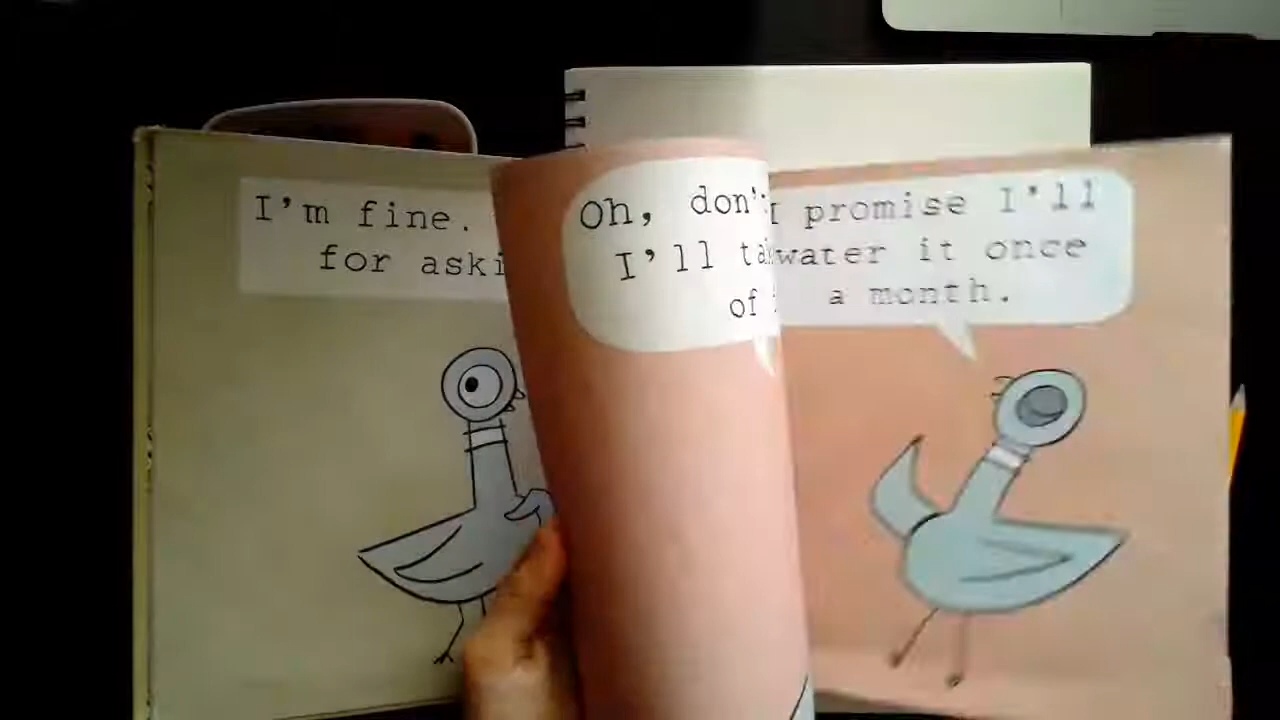 I'm fine.
for aski
Oh, don'
I'll ta
of
I promise I'll
water it once
a month.